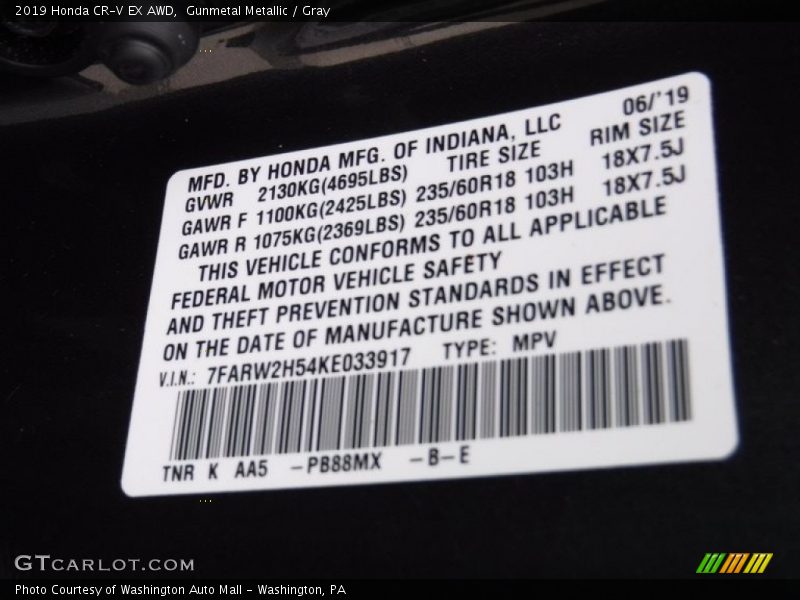 2019 Honda CR-V EX AWD,  Gunmetal Metallic / Gray
MFD. BY HONDA MFG. OF INDIANA, LLC 06/'19
GVWR 2130KG(4695LBS) TIRE SIZE RIM SIZE
GAWR F 1100KG(2425LBS) 235/60R18 103H 18X7.5J
GAWR R 1075KG(2369LBS) 235/60R18 103H 18X7.5J
THIS VEHICLE CONFORMS TO ALL APPLICABLE
FEDERAL MOTOR VEHICLE SAFETY
AND THEFT PREVENTION STANDARDS IN EFFECT
ON THE DATE OF MANUFACTURE SHOWN ABOVE.
V.I.N.: 7FARW2H54KE033917 TYPE: MPV
TNR K AA5 -PB88MX -B-E
GTCARLOT.COM
Photo Courtesy of Washington Auto Mall - Washington, PA